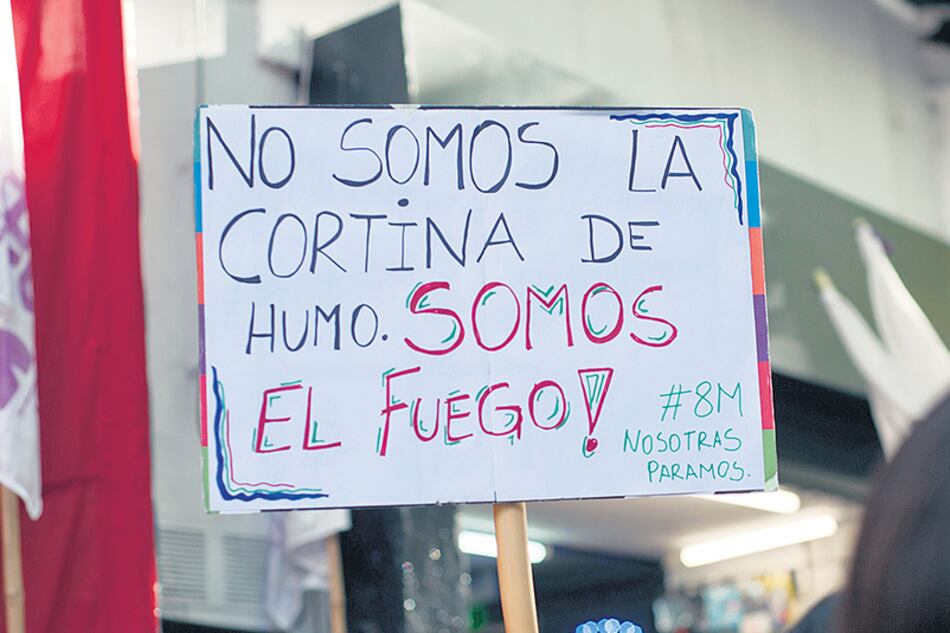 NO SOMOS LA
CORTINA DE
HUMO. SOMOS
EL FUEGO!
#8M
NOSOTRAS
PARAMOS.